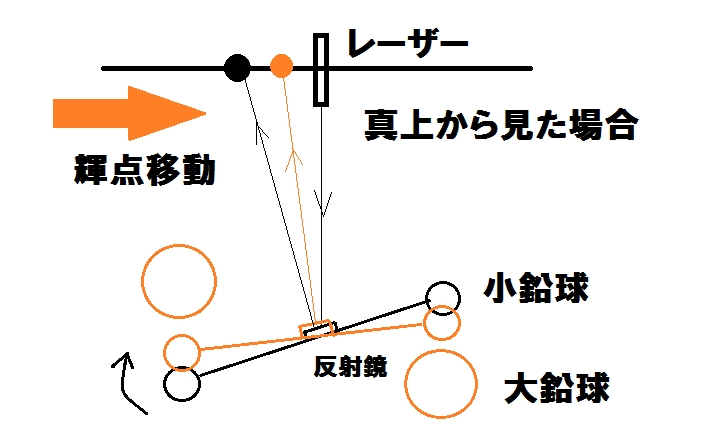 レーザー
真上から見た場合
輝点移動
小鉛球
反射鏡
大鉛球